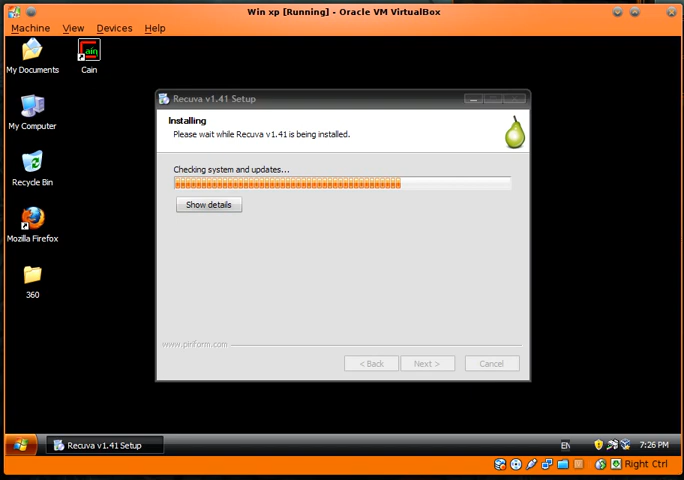 Win xp [Running] - Oracle VM VirtualBox
Machine View Devices Help
My Documents
Cain
Cain
My Computer
Recycle Bin
Mozilla Firefox
360
Recuva v1.41 Setup
Installing
Please wait while Recuva v1.41 is being installed.
Checking system and updates...
Show details
www.piriform.com
< Back Next > Cancel
Recuva v1.41 Setup
EN
7:26 PM
Right Ctrl